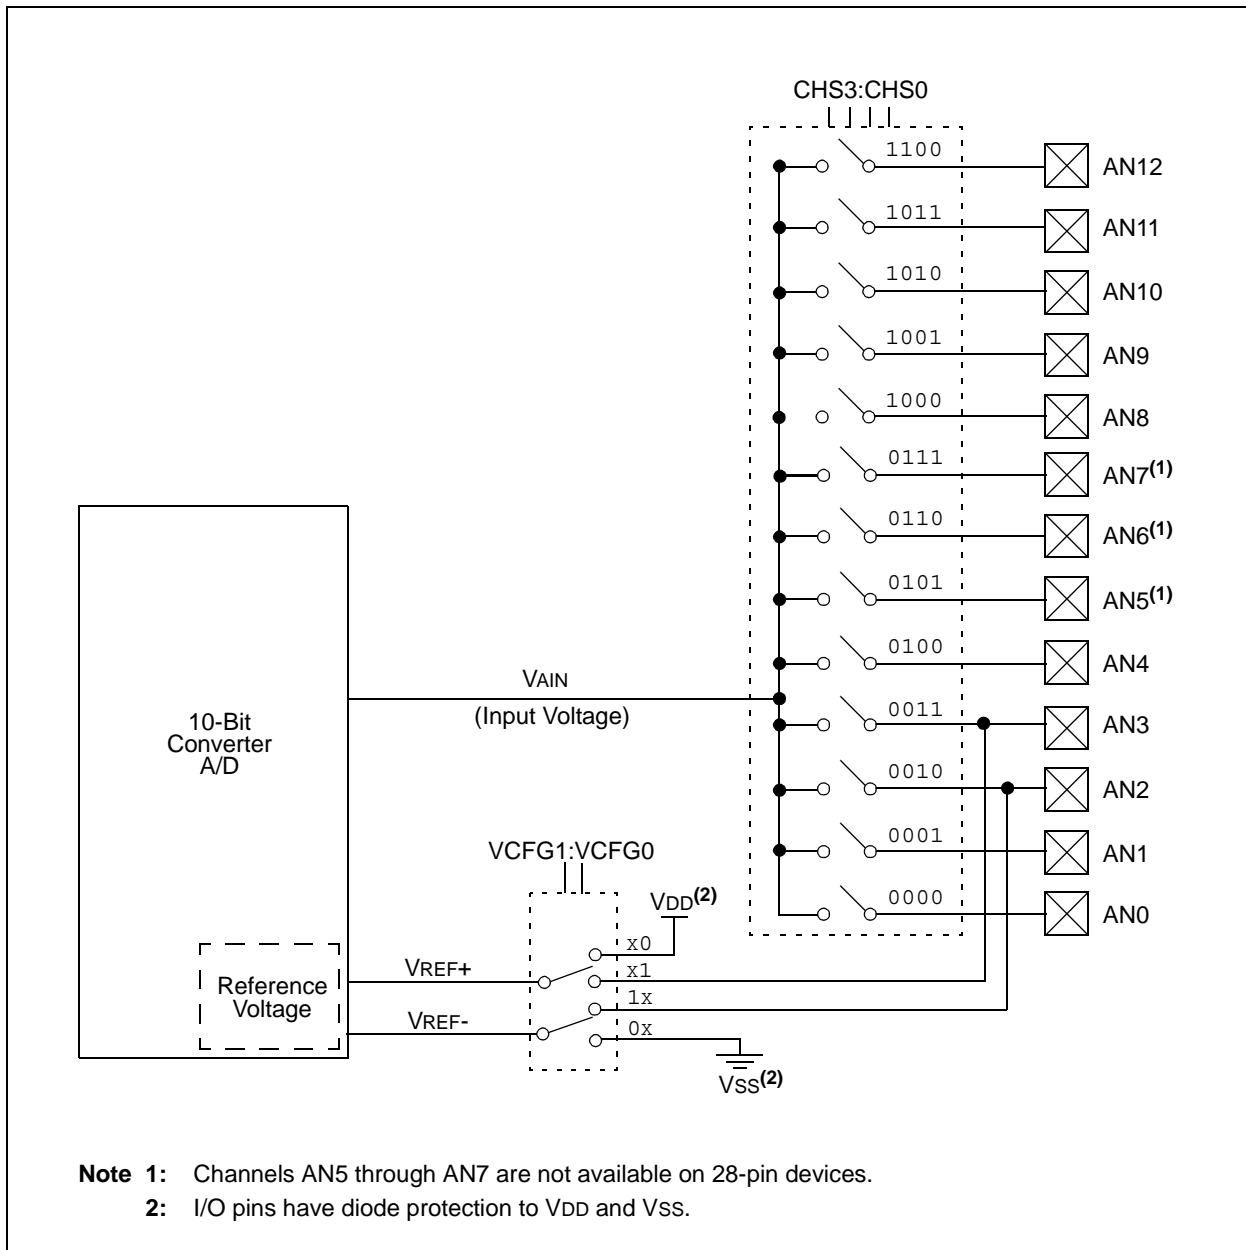 CHS3:CHS0
1100 AN12
1011 AN11
1010 AN10
1001 AN9
1000 AN8
0111 AN7(1)
0110 AN6(1)
0101 AN5(1)
0100 AN4
VAIN
(Input Voltage)
0011 AN3
10-Bit
Converter
A/D
0010 AN2
0001 AN1
VCFG1:VCFG0
0000 AN0
VDD(2)
x0
VREF+
x1
Reference
Voltage
1x
VREF-
0x
VSS(2)
Note 1: Channels AN5 through AN7 are not available on 28-pin devices.
2: I/O pins have diode protection to VDD and VSS.